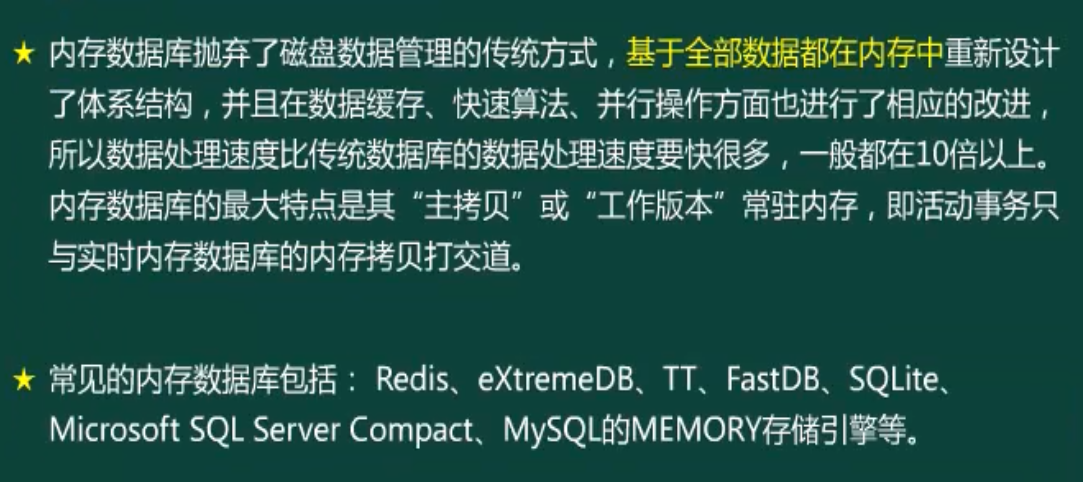 ★ 内存数据库抛弃了磁盘数据管理的传统方式，基于全部数据都在内存中重新设计
了体系结构，并且在数据缓存、快速算法、并行操作方面也进行了相应的改进，
所以数据处理速度比传统数据库的数据处理速度要快很多，一般都在10倍以上。
内存数据库的最大特点是其“主拷贝”或“工作版本”常驻内存，即活动事务只
与实时内存数据库的内存拷贝打交道。
★ 常见的内存数据库包括： Redis、eXtremeDB、TT、FastDB、SQLite、
Microsoft SQL Server Compact、MySQL的MEMORY存储引擎等。